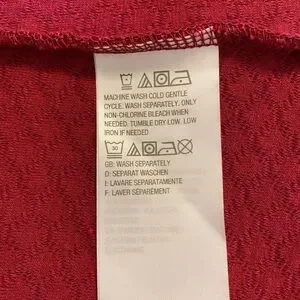 MACHINE WASH COLD GENTLE
CYCLE. WASH SEPARATELY. ONLY
NON-CHLORINE BLEACH WHEN
NEEDED. TUMBLE DRY LOW. LOW
IRON IF NEEDED
30
GB: WASH SEPARATELY
D: SEPARAT WASCHEN
I: LAVARE SEPARATAMENTE
F: LAVER SÉPAREMENT